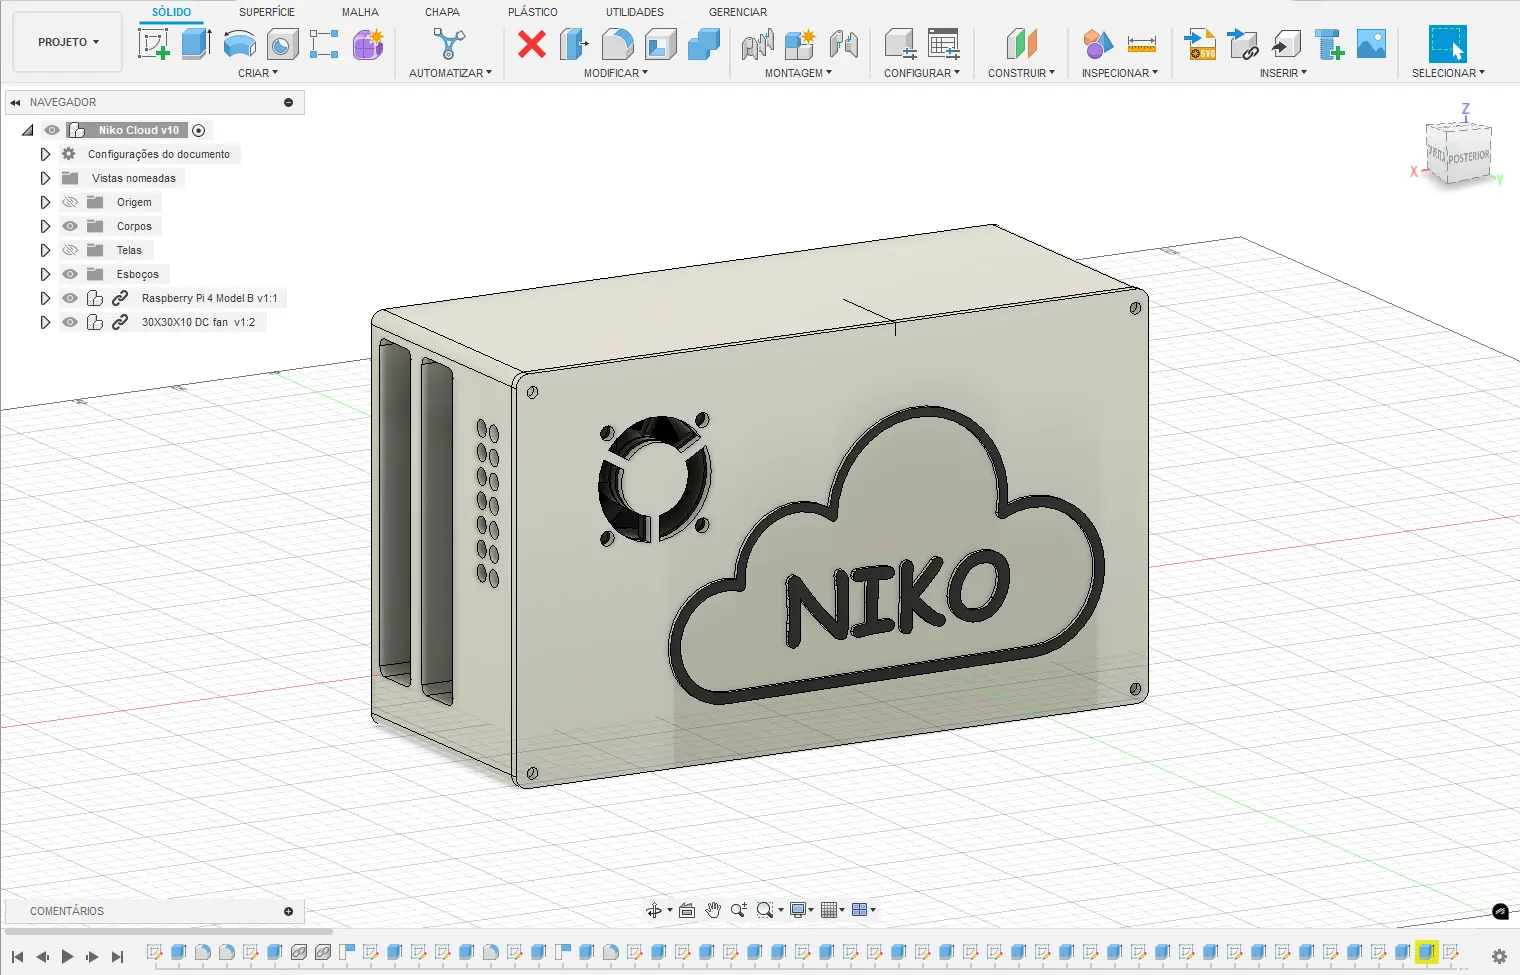 SÓLIDO SUPERFÍCIE MALHA CHAPA PLÁSTICO UTILIDADES GERENCIAR
PROJETO
CRIAR AUTOMATIZAR MODIFICAR MONTAGEM CONFIGURAR CONSTRUIR INSPECIONAR INSERIR SELECIONAR
SVG
NAVEGADOR
Niko Cloud v10
Configurações do documento
Vistas nomeadas
Origem
Corpos
Telas
Esboços
Raspberry Pi 4 Model B v1:1
30X30X10 DC fan v1:2
Z
POSTERIOR
X
Y
NIKO
COMENTÁRIOS